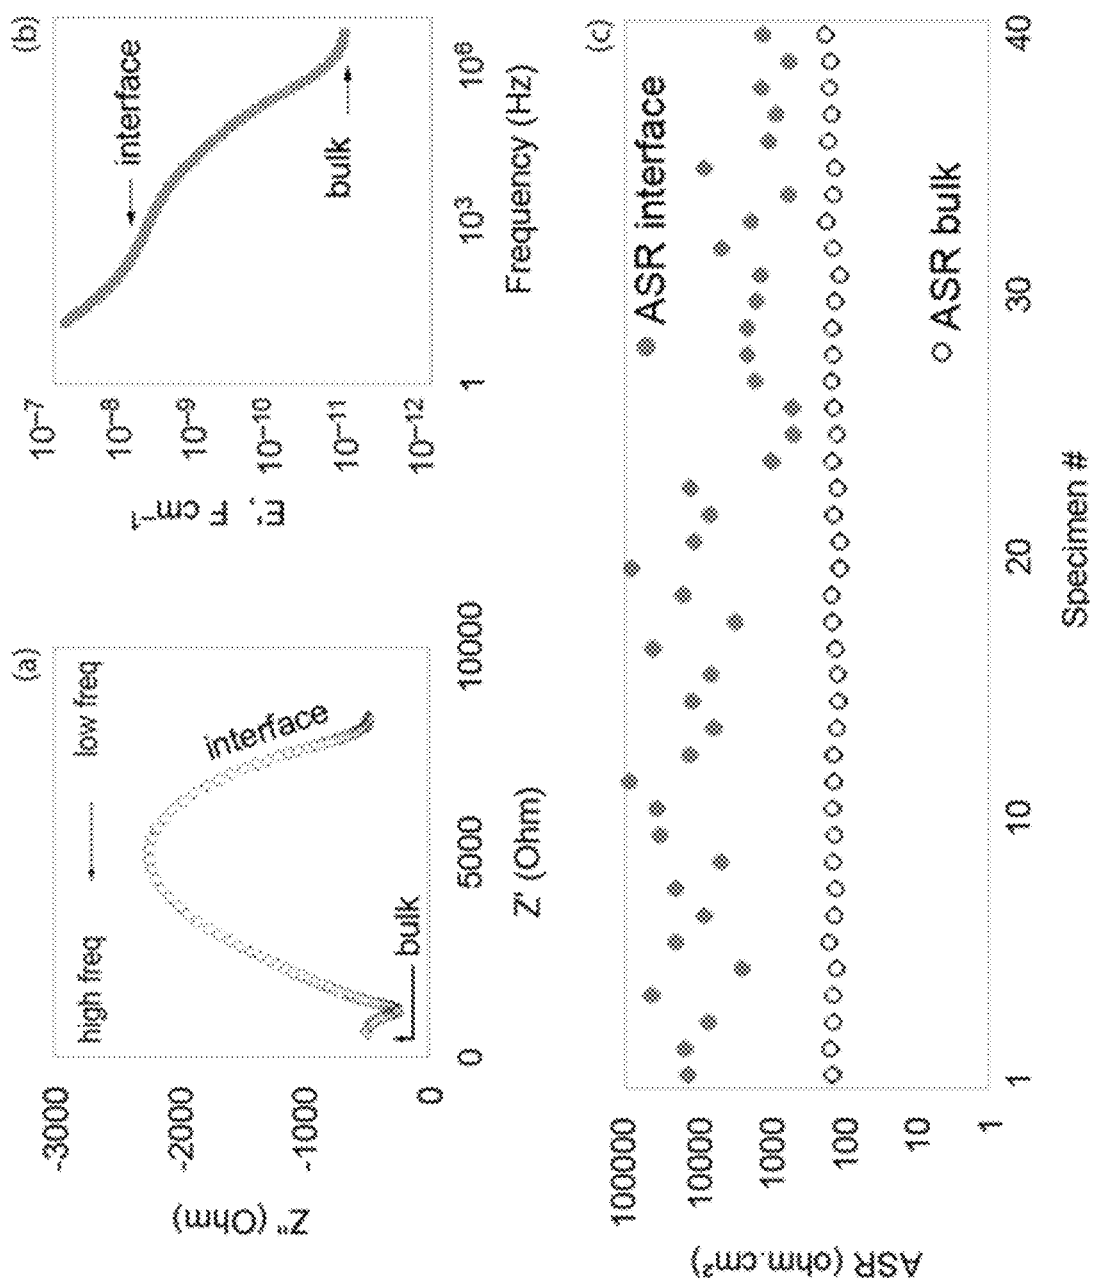 (a)
high freq
low freq
interface
bulk
-3000
-2000
-1000
0
0
5000
10000
Z'' (Ohm)
Z' (Ohm)
(b)
interface
bulk
10⁻⁷
10⁻⁸
10⁻⁹
10⁻¹⁰
10⁻¹¹
10⁻¹²
1
10³
10⁶
E', F cm⁻¹
Frequency (Hz)
(c)
ASR interface
ASR bulk
100000
10000
1000
100
10
1
1
10
20
30
40
ASR (ohm.cm²)
Specimen #